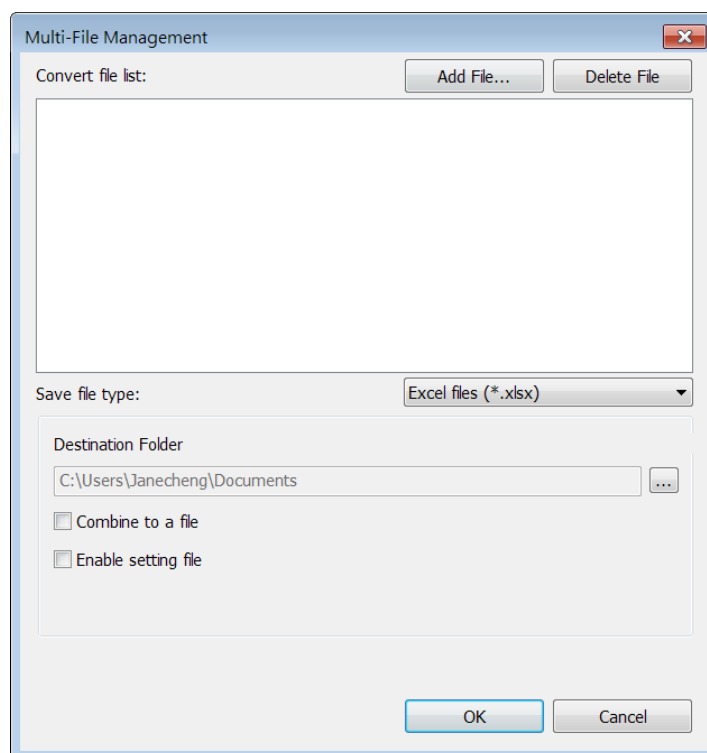 Multi-File Management
Convert file list:
Add File...
Delete File
Save file type:
Excel files (*.xlsx)
Destination Folder
C:\Users\Janecheng\Documents
...
Combine to a file
Enable setting file
OK
Cancel